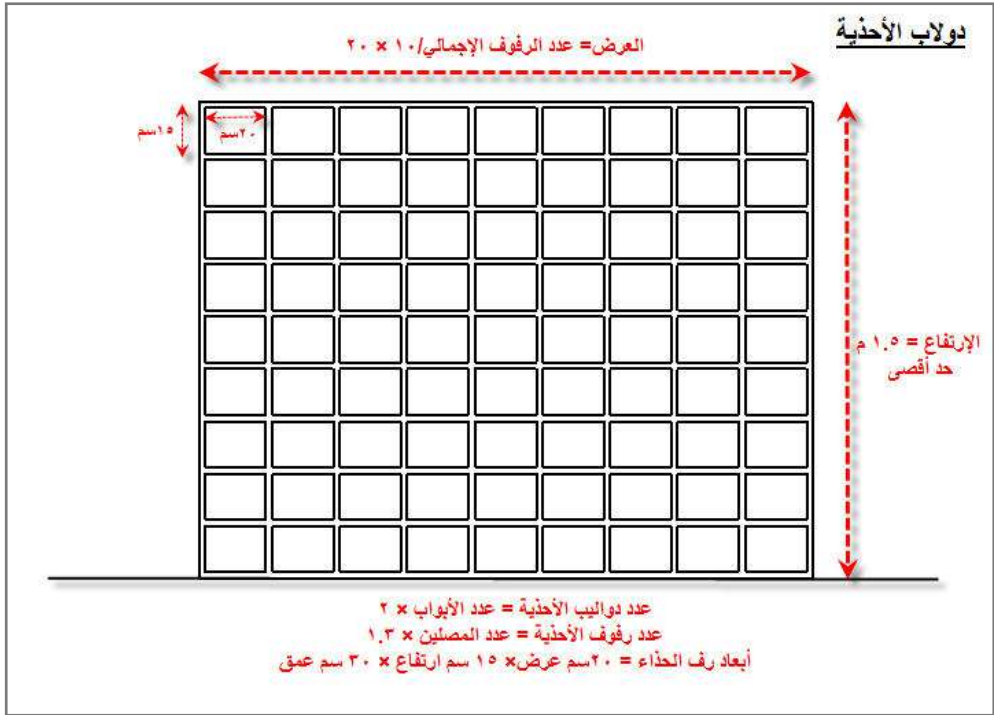 دولاب الأحذية
العرض= عدد الرفوف الإجمالي/١٠ × ٢٠
١٥سم
٢٠سم
الإرتفاع = ١.٥ م
حد أقصى
عدد دواليب الأحذية = عدد الأبواب × ٢
عدد رفوف الأحذية = عدد المصلين × ١.٣
أبعاد رف الحذاء = ٢٠سم عرض× ١٥ سم ارتفاع × ٣٠ سم عمق